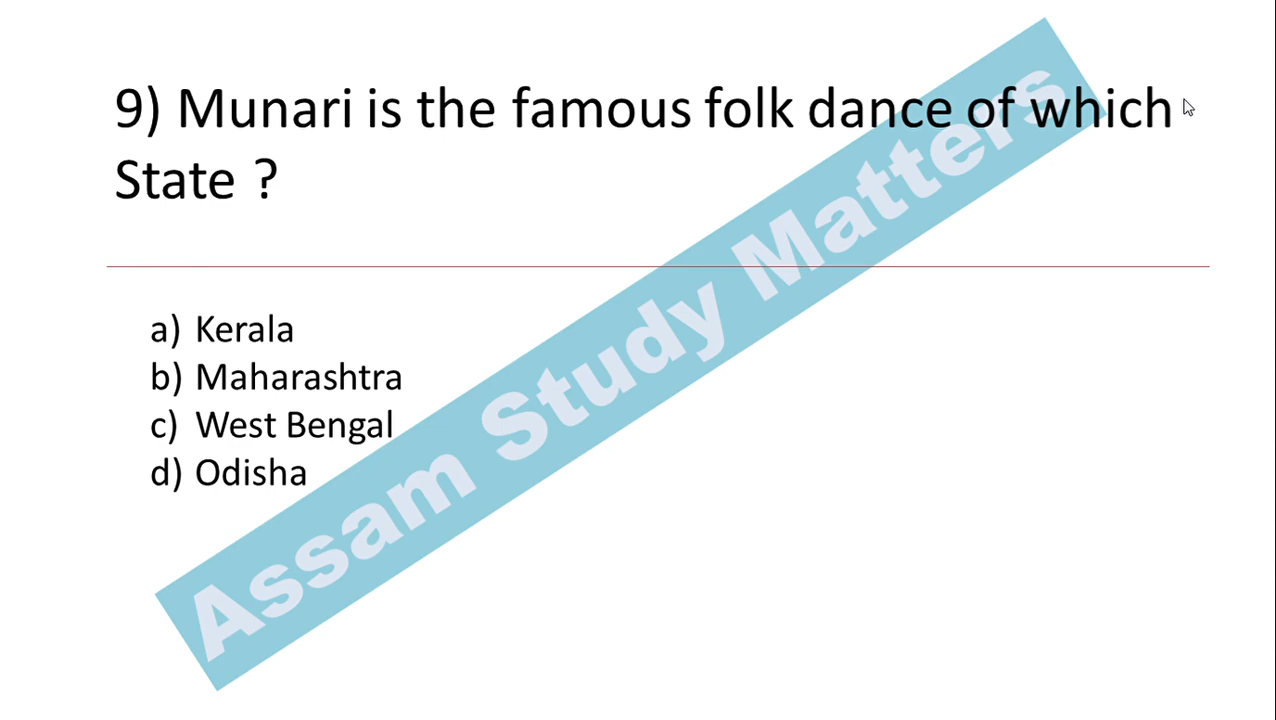 9) Munari is the famous folk dance of which
State ?
a) Kerala
b) Maharashtra
c) West Bengal
d) Odisha
Assam Study Matters